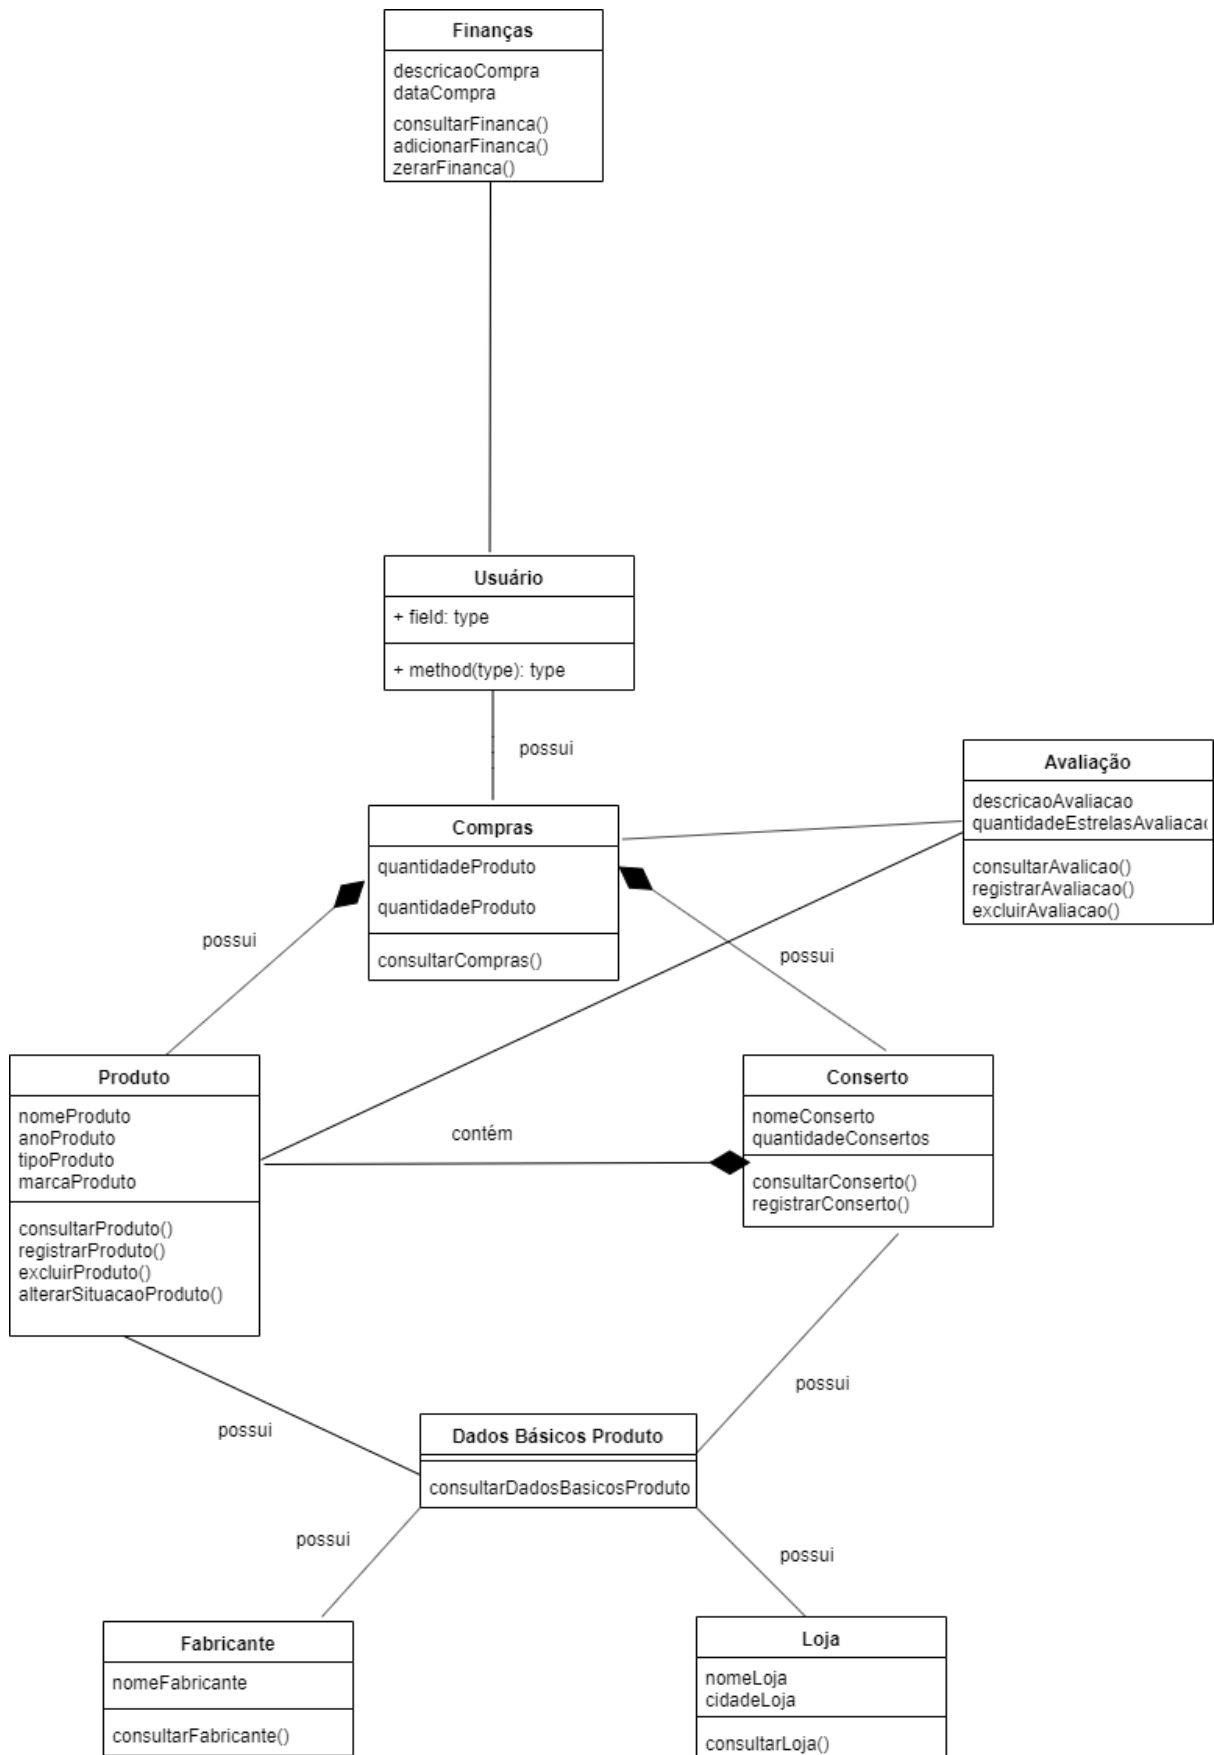 Finanças
descricaoCompra
dataCompra
consultarFinanca()
adicionarFinanca()
zerarFinanca()
Usuário
+ field: type
+ method(type): type
possui
Avaliação
descricaoAvaliacao
quantidadeEstrelasAvaliacao
consultarAvalicao()
registrarAvaliacao()
excluirAvaliacao()
Compras
quantidadeProduto
quantidadeProduto
consultarCompras()
possui
possui
Produto
nomeProduto
anoProduto
tipoProduto
marcaProduto
consultarProduto()
registrarProduto()
excluirProduto()
alterarSituacaoProduto()
contém
Conserto
nomeConserto
quantidadeConsertos
consultarConserto()
registrarConserto()
possui
possui
Dados Básicos Produto
consultarDadosBasicosProduto
possui
possui
Fabricante
nomeFabricante
consultarFabricante()
Loja
nomeLoja
cidadeLoja
consultarLoja()